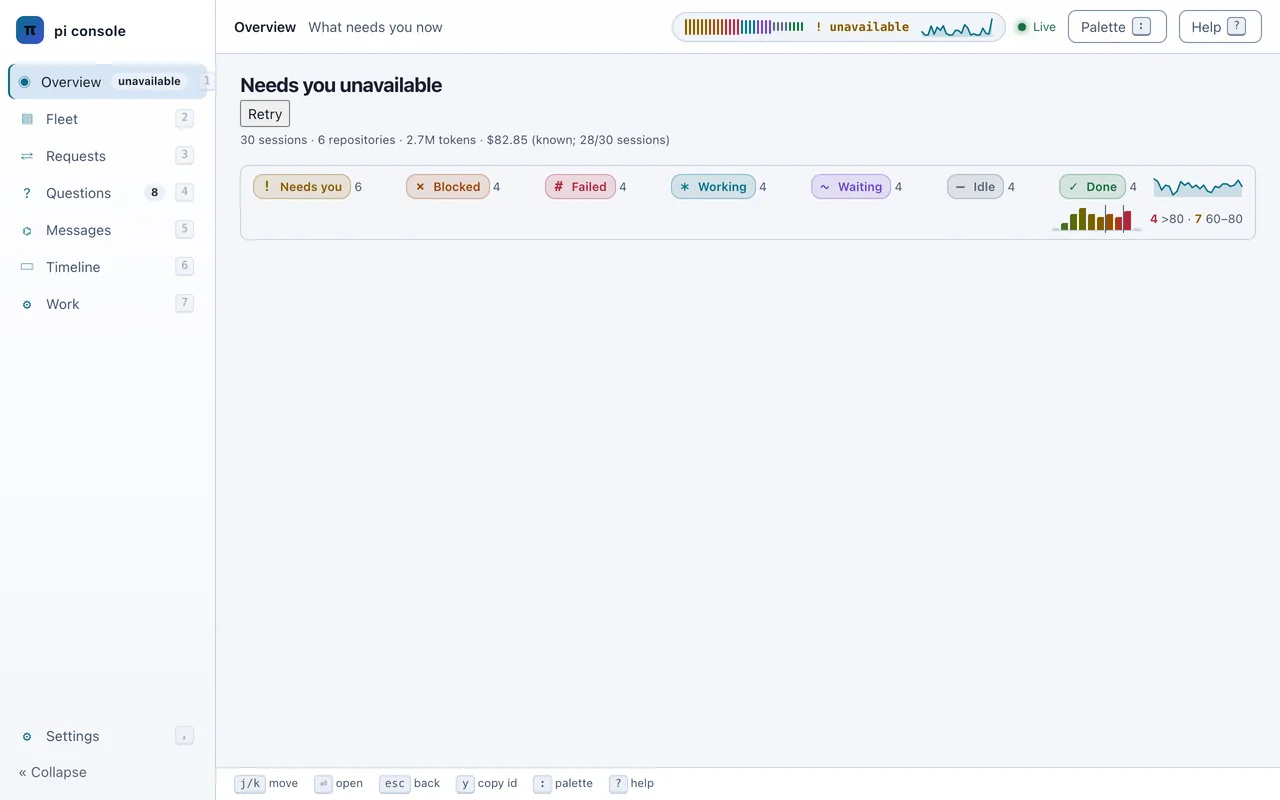 π pi console
Overview unavailable 1
Fleet 2
Requests 3
? Questions 8 4
Messages 5
Timeline 6
Work 7
Settings ,
« Collapse
Overview What needs you now
! unavailable
Live
Palette :
Help ?
Needs you unavailable
Retry
30 sessions · 6 repositories · 2.7M tokens · $82.85 (known; 28/30 sessions)
! Needs you 6
× Blocked 4
# Failed 4
* Working 4
~ Waiting 4
– Idle 4
✓ Done 4
4 >80 · 7 60–80
j/k move ⏎ open esc back y copy id : palette ? help